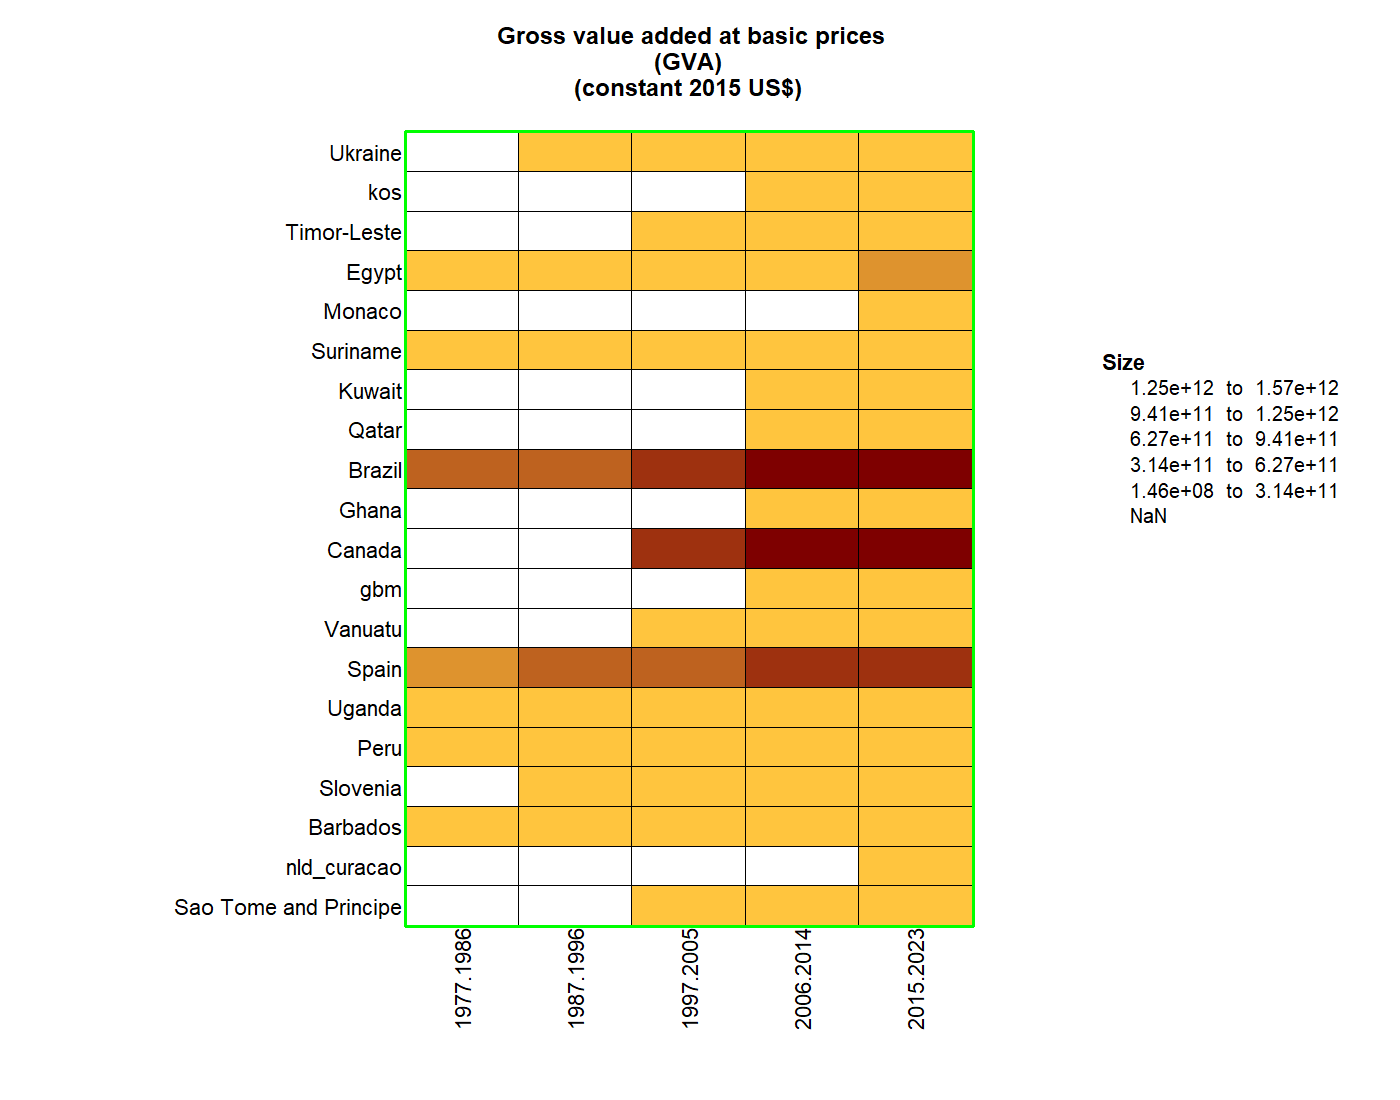 Gross value added at basic prices
(GVA)
(constant 2015 US$)
Ukraine
kos
Timor-Leste
Egypt
Monaco
Suriname
Kuwait
Qatar
Brazil
Ghana
Canada
gbm
Vanuatu
Spain
Uganda
Peru
Slovenia
Barbados
nld_curacao
Sao Tome and Principe
1977.1986
1987.1996
1997.2005
2006.2014
2015.2023
Size
1.25e+12 to 1.57e+12
9.41e+11 to 1.25e+12
6.27e+11 to 9.41e+11
3.14e+11 to 6.27e+11
1.46e+08 to 3.14e+11
NaN